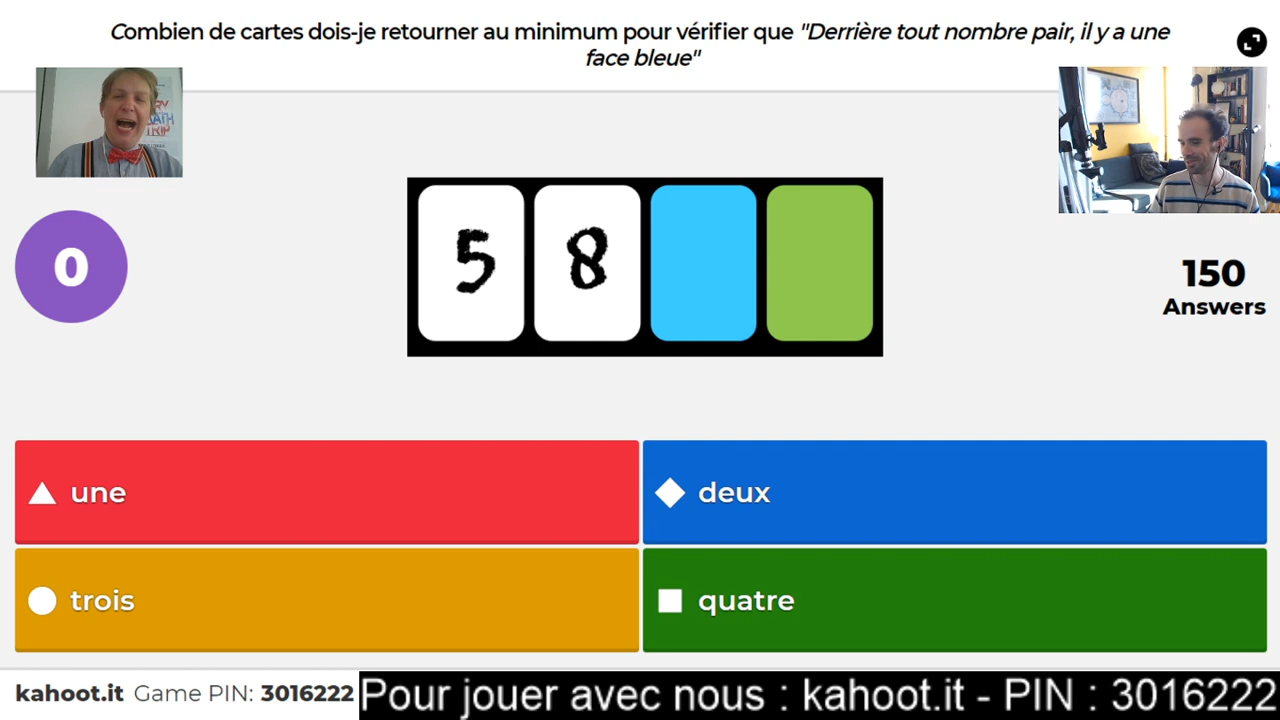 Combien de cartes dois-je retourner au minimum pour vérifier que "Derrière tout nombre pair, il y a une
face bleue"
0
5 8
150
Answers
une
deux
trois
quatre
kahoot.it Game PIN: 3016222
Pour jouer avec nous : kahoot.it - PIN : 3016222